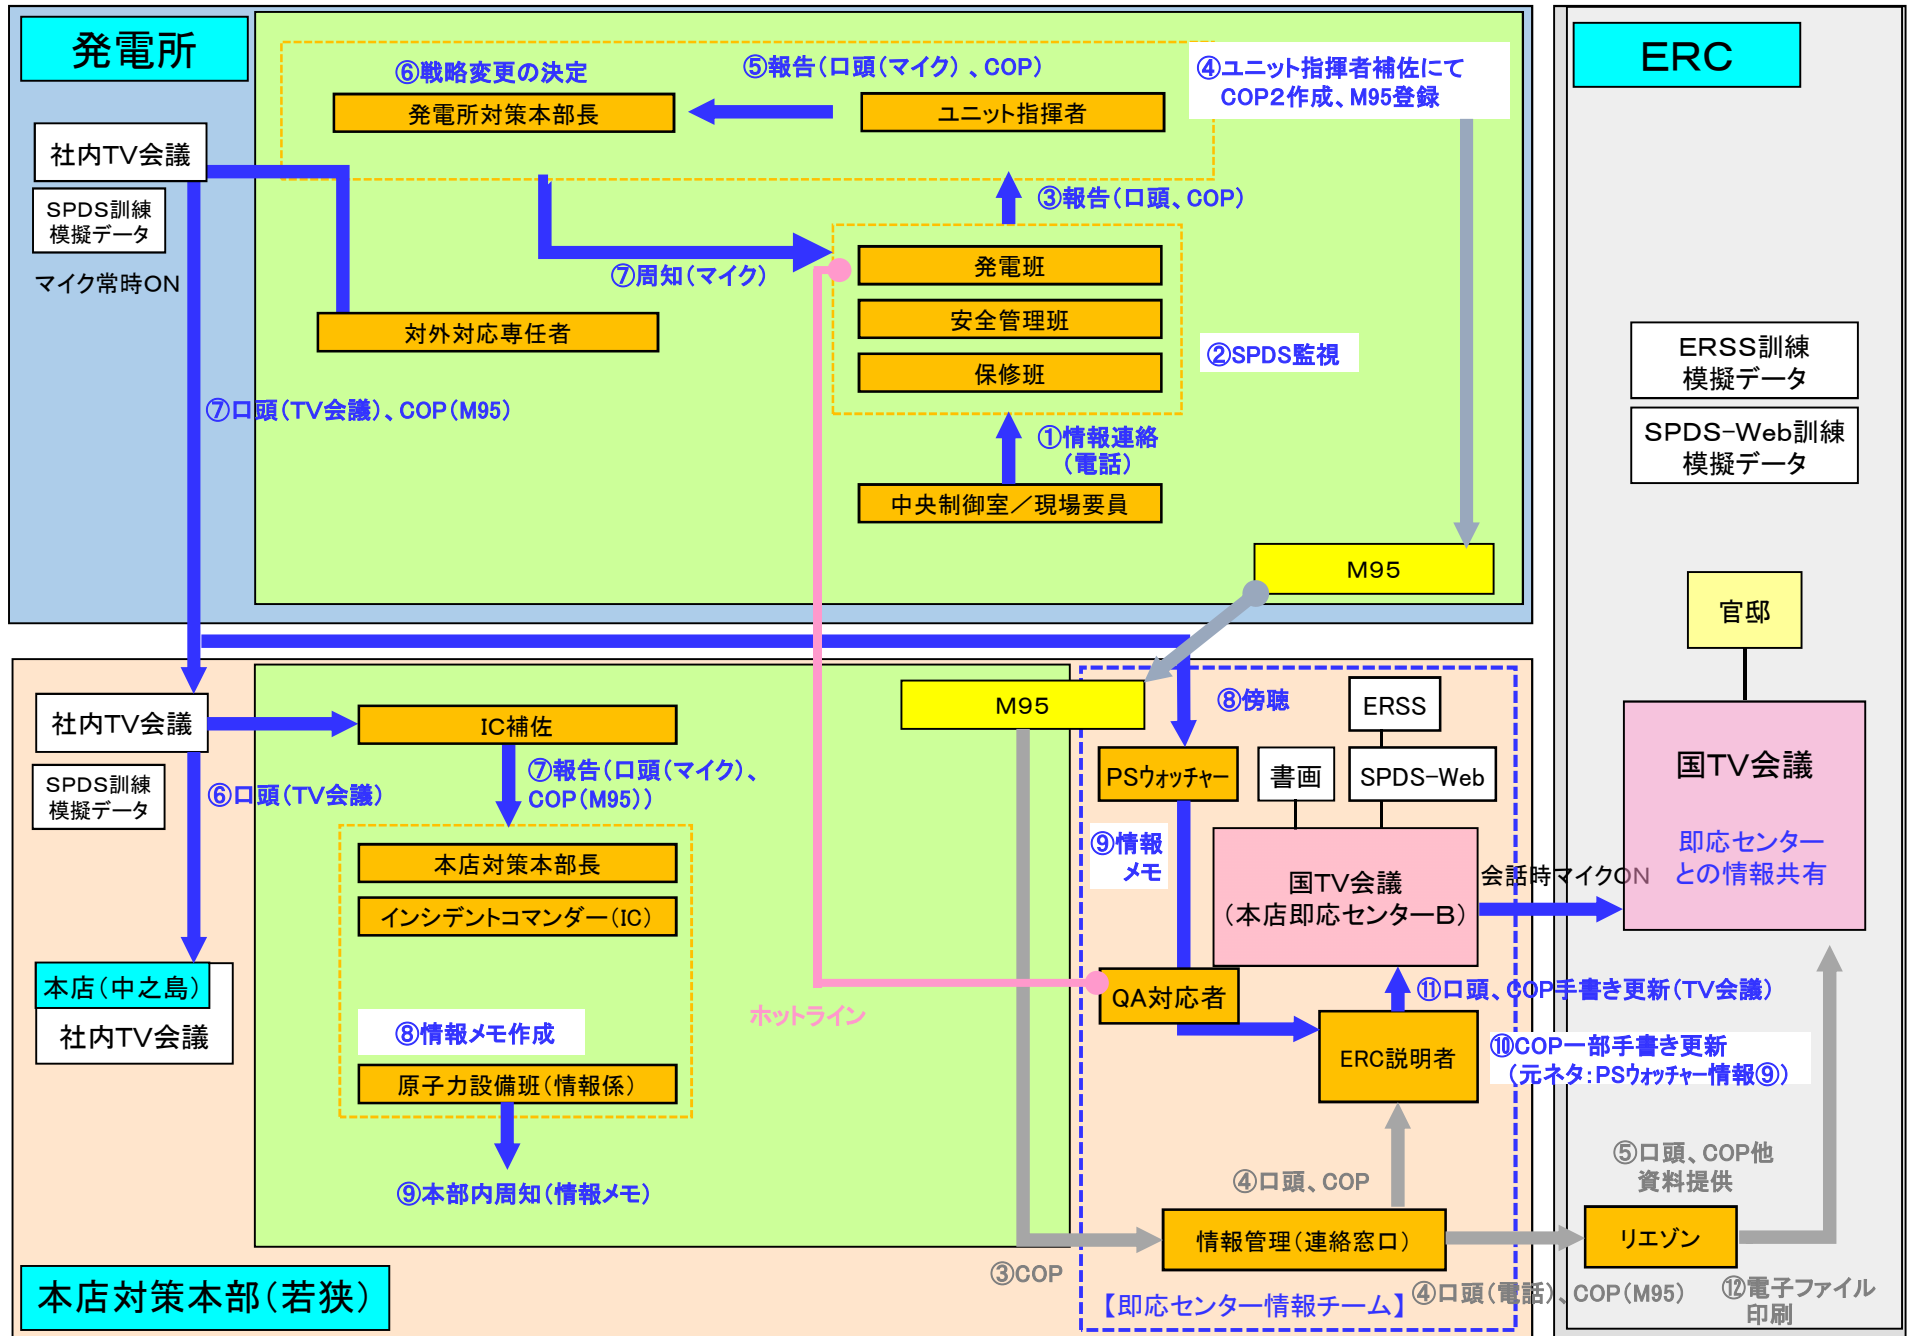 発電所
社内TV会議
SPDS訓練
模擬データ
マイク常時ON
⑥戦略変更の決定
⑤報告(口頭(マイク)、COP)
④ユニット指揮者補佐にて
COP2作成、M95登録
発電所対策本部長
ユニット指揮者
③報告(口頭、COP)
⑦周知(マイク)
発電班
安全管理班
保修班
②SPDS監視
対外対応専任者
⑦口頭(TV会議)、COP(M95)
①情報連絡
(電話)
中央制御室/現場要員
M95
ERC
ERSS訓練
模擬データ
SPDS-Web訓練
模擬データ
官邸
国TV会議
即応センター
との情報共有
社内TV会議
SPDS訓練
模擬データ
⑥口頭(TV会議)
本店(中之島)
社内TV会議
IC補佐
⑦報告(口頭(マイク)、
COP(M95))
本店対策本部長
インシデントコマンダー(IC)
⑧情報メモ作成
原子力設備班(情報係)
⑨本部内周知(情報メモ)
ホットライン
M95
⑧傍聴
ERSS
PSウォッチャー
書画
SPDS-Web
⑨情報
メモ
国TV会議
(本店即応センターB)
会話時マイクON
QA対応者
⑪口頭、COP手書き更新(TV会議)
ERC説明者
⑩COP一部手書き更新
(元ネタ:PSウォッチャー情報⑨)
④口頭、COP
⑤口頭、COP他
資料提供
情報管理(連絡窓口)
リエゾン
③COP
④口頭(電話)、COP(M95)
⑫電子ファイル
印刷
【即応センター情報チーム】
本店対策本部(若狭)